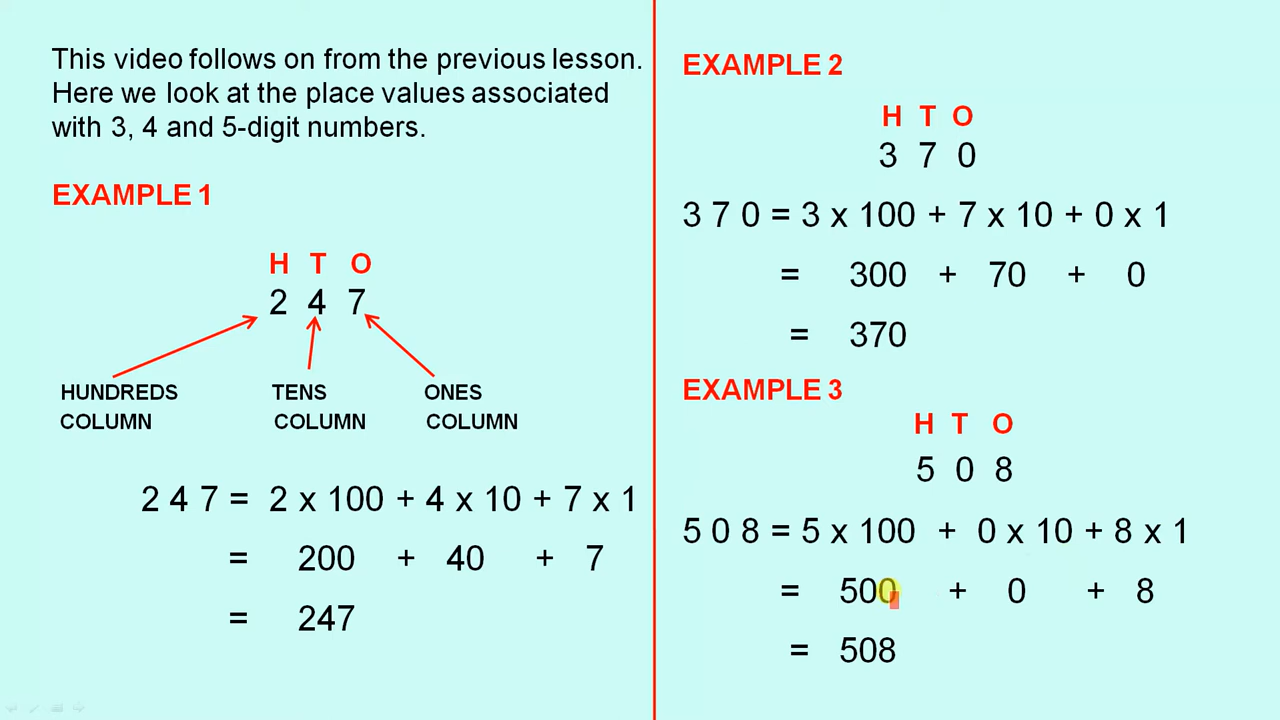 This video follows on from the previous lesson.
Here we look at the place values associated
with 3, 4 and 5-digit numbers.
EXAMPLE 1
H T O
2 4 7
HUNDREDS COLUMN
TENS COLUMN
ONES COLUMN
2 4 7 = 2 x 100 + 4 x 10 + 7 x 1
= 200 + 40 + 7
= 247
EXAMPLE 2
H T O
3 7 0
3 7 0 = 3 x 100 + 7 x 10 + 0 x 1
= 300 + 70 + 0
= 370
EXAMPLE 3
H T O
5 0 8
5 0 8 = 5 x 100 + 0 x 10 + 8 x 1
= 500 + 0 + 8
= 508